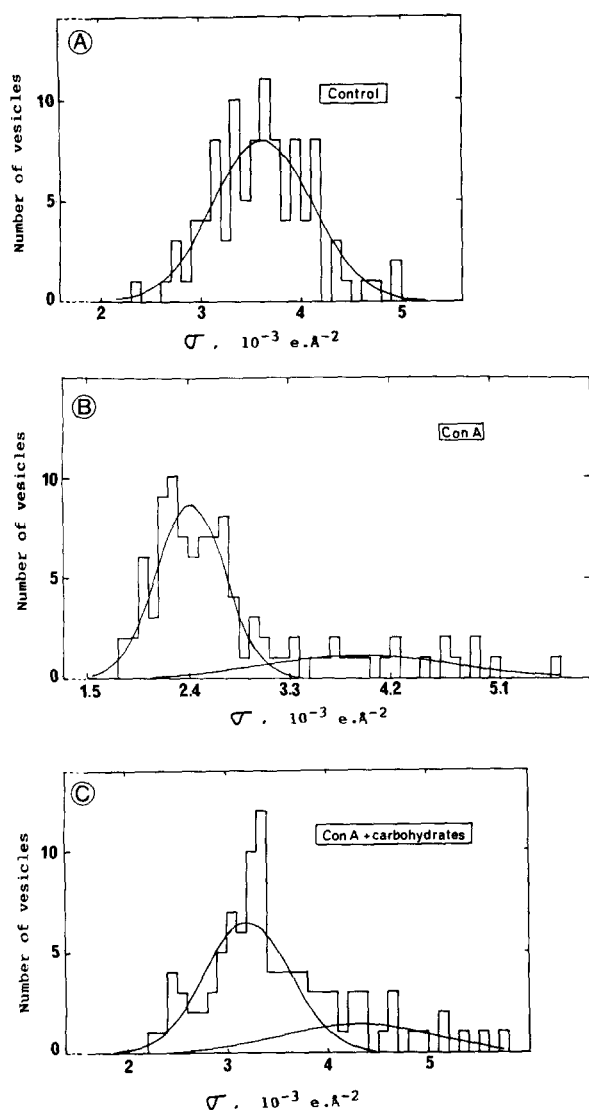 A
Control
Number of vesicles
10
5
0
2 3 4 5
σ . 10⁻³ e.A⁻²
B
Con A
Number of vesicles
10
5
0
1.5 2.4 3.3 4.2 5.1
σ . 10⁻³ e.A⁻²
C
Con A + carbohydrates
Number of vesicles
10
5
0
2 3 4 5
σ . 10⁻³ e.A⁻²